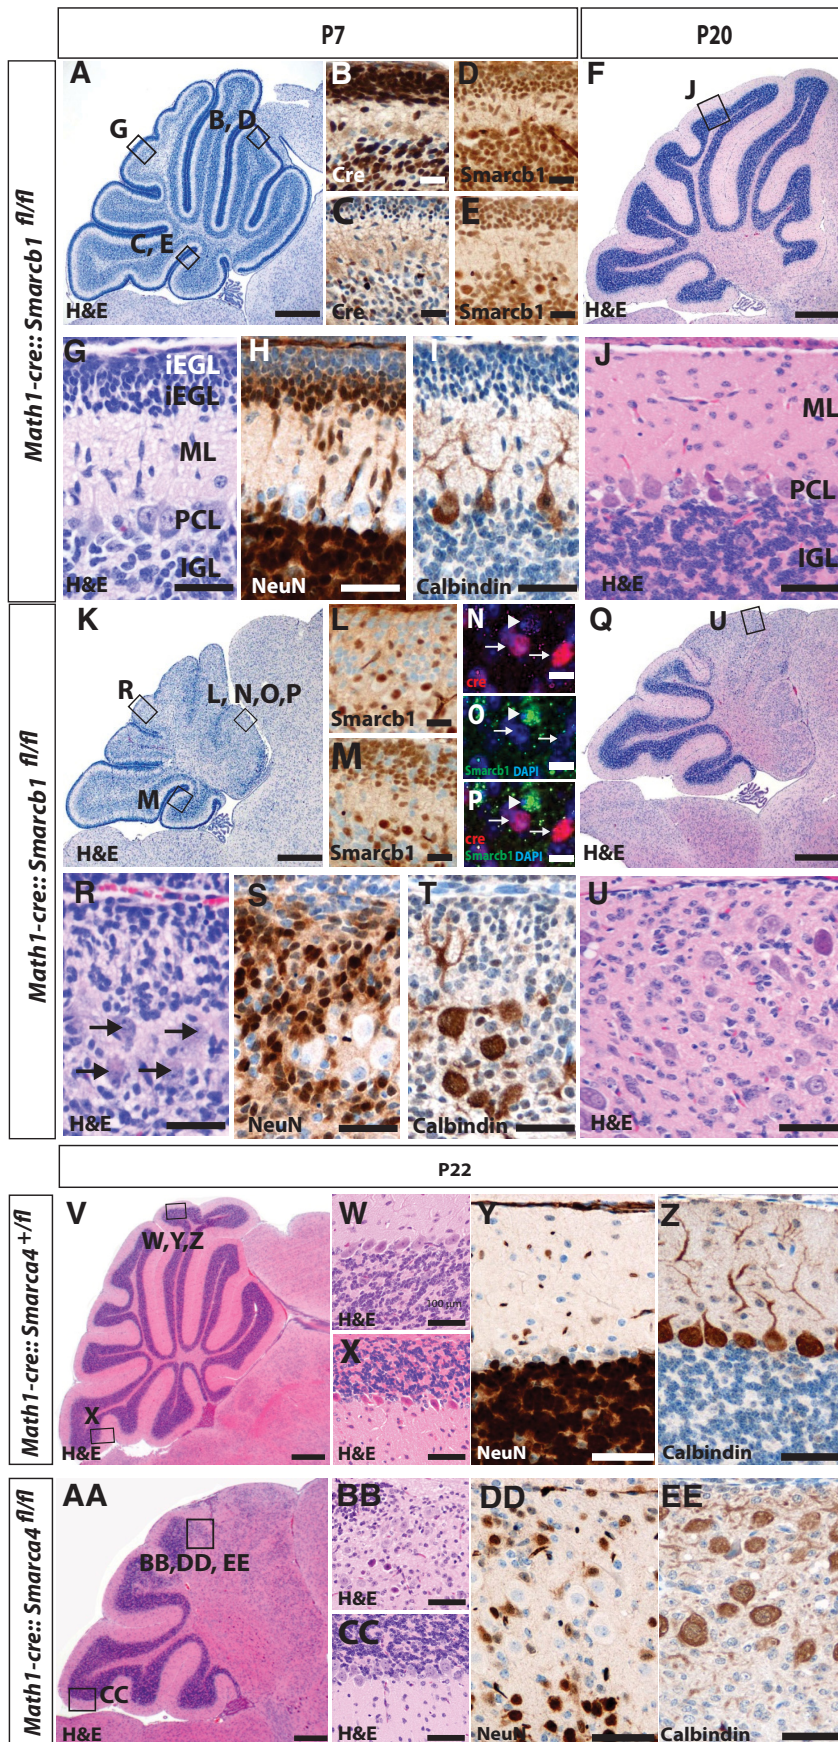 P7
P20
Math1-cre:: Smarcb1 fl/fl
A
G
B, D
C, E
H&E
B
Cre
D
Smarcb1
C
Cre
E
Smarcb1
F
J
H&E
G
iEGL
iEGL
ML
PCL
IGL
H&E
H
NeuN
I
Calbindin
J
ML
PCL
IGL
H&E
Math1-cre:: Smarcb1 fl/fl
K
R
L, N,O,P
M
H&E
L
Smarcb1
M
Smarcb1
N
cre
O
Smarcb1 DAPI
P
cre
Smarcb1 DAPI
Q
U
H&E
R
H&E
S
NeuN
T
Calbindin
U
H&E
P22
Math1-cre:: Smarca4 +/fl
V
W,Y,Z
X
H&E
W
100 µm
H&E
X
H&E
Y
NeuN
Z
Calbindin
Math1-cre:: Smarca4 fl/fl
AA
BB,DD, EE
CC
H&E
BB
H&E
CC
H&E
DD
NeuN
EE
Calbindin